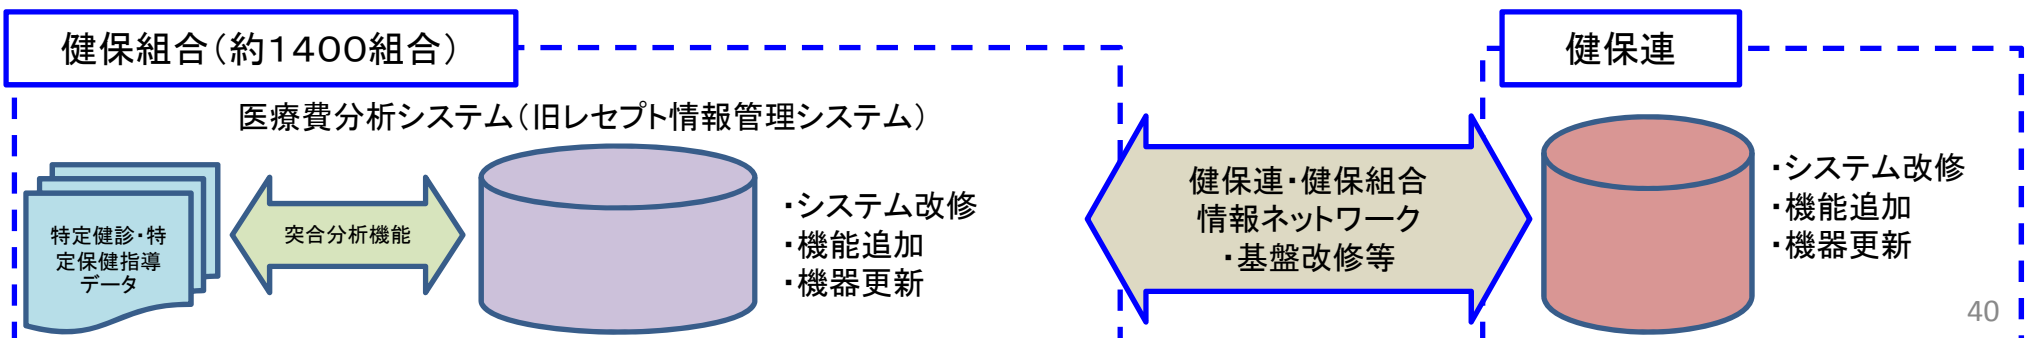 健保組合(約1400組合)
健保連
医療費分析システム(旧レセプト情報管理システム)
特定健診・特
定保健指導
データ
突合分析機能
・システム改修
・機能追加
・機器更新
健保連・健保組合
情報ネットワーク
・基盤改修等
・システム改修
・機能追加
・機器更新
40